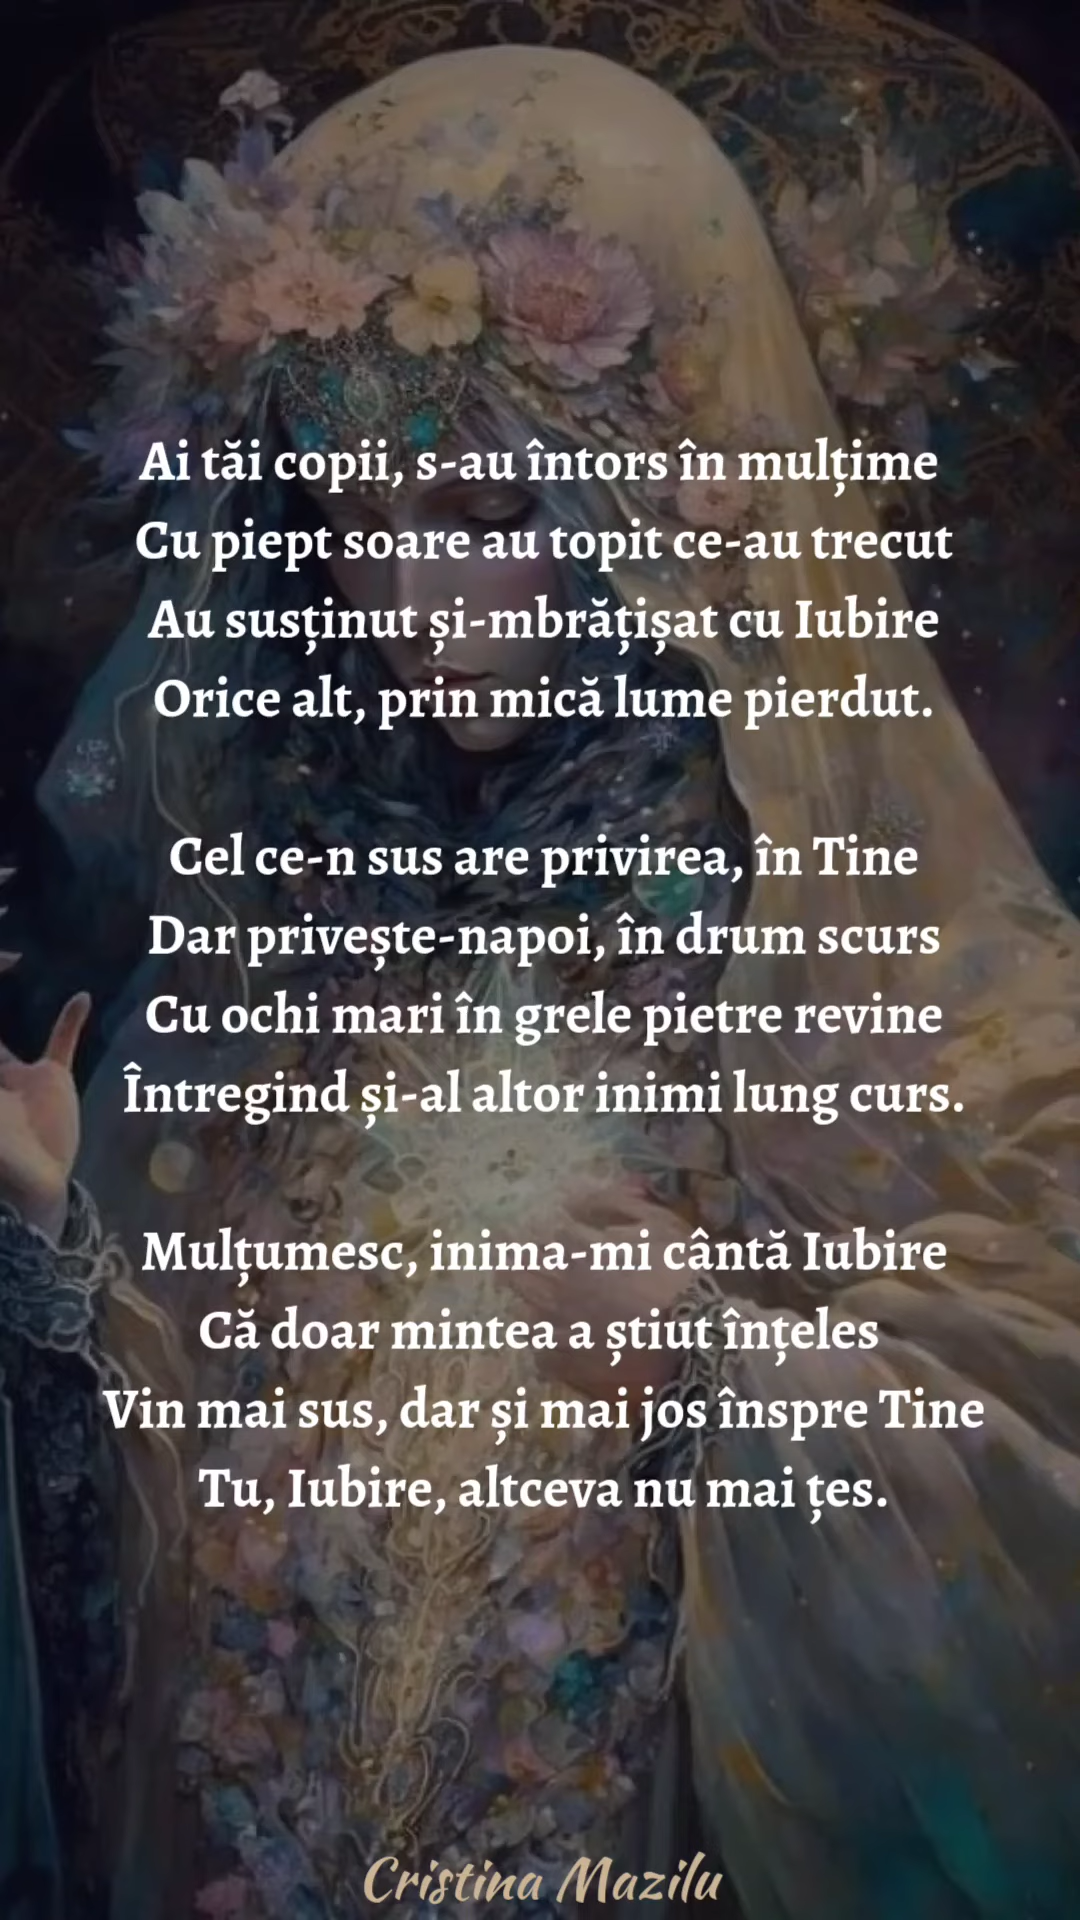 Ai tăi copii, s-au întors în mulțime
Cu piept soare au topit ce-au trecut
Au susținut și-mbrățișat cu Iubire
Orice alt, prin mică lume pierdut.
Cel ce-n sus are privirea, în Tine
Dar privește-napoi, în drum scurs
Cu ochi mari în grele pietre revine
Întregind și-al altor inimi lung curs.
Mulțumesc, inima-mi cântă Iubire
Că doar mintea a știut înțeles
Vin mai sus, dar și mai jos înspre Tine
Tu, Iubire, altceva nu mai țes.
Cristina Mazilu